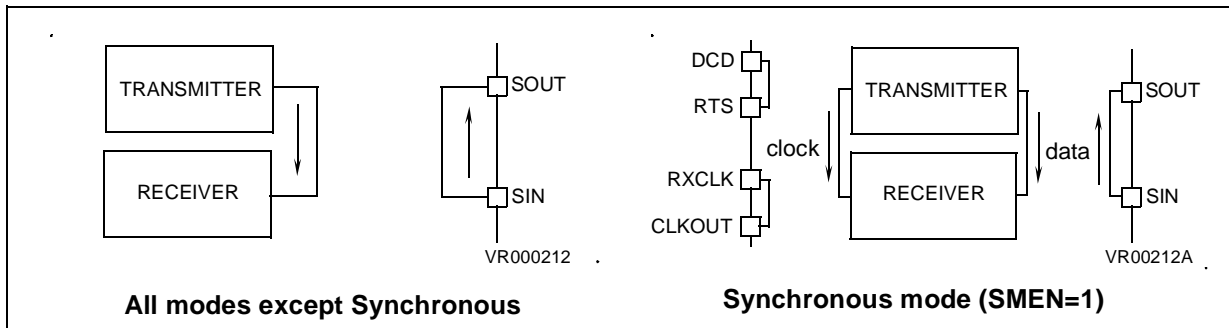 TRANSMITTER
RECEIVER
SOUT
SIN
VR000212
All modes except Synchronous
DCD
RTS
RXCLK
CLKOUT
clock
TRANSMITTER
RECEIVER
data
SOUT
SIN
VR00212A
Synchronous mode (SMEN=1)